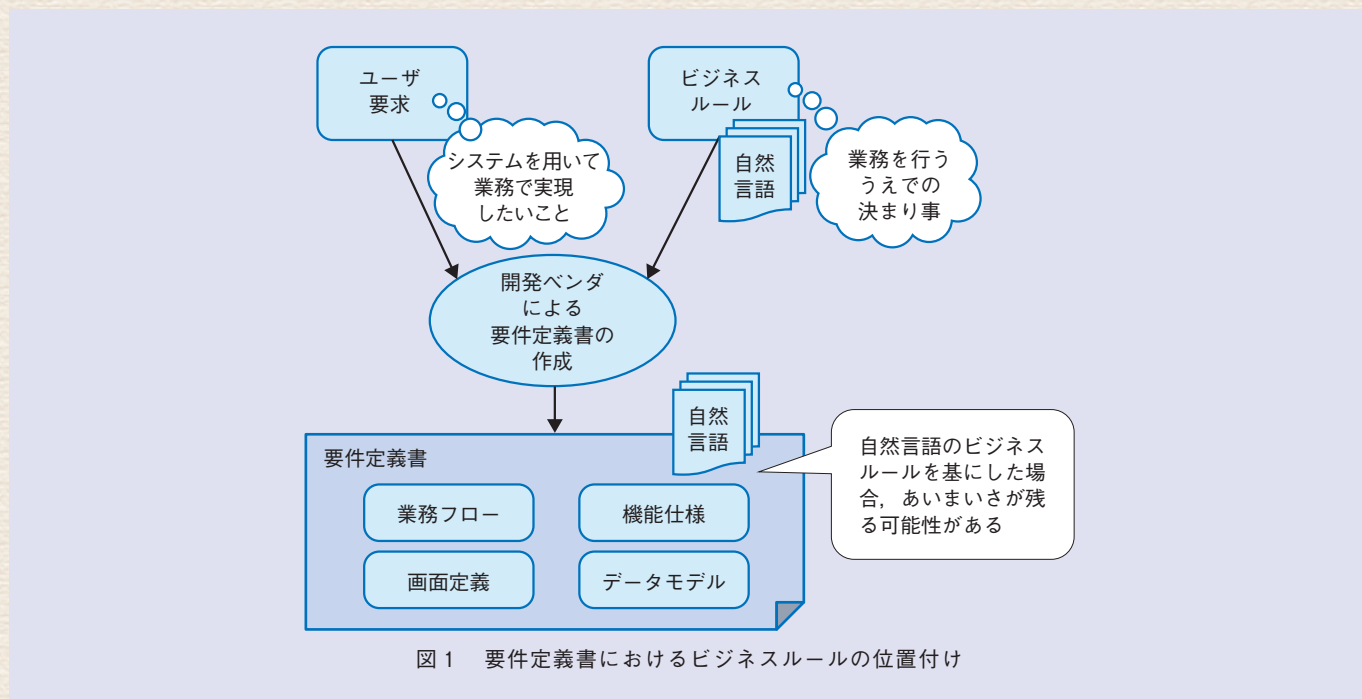 ユーザ
要求
ビジネス
ルール
システムを用いて
業務で実現
したいこと
自然
言語
業務を行う
うえでの
決まり事
開発ベンダ
による
要件定義書の
作成
自然
言語
要件定義書
業務フロー
機能仕様
画面定義
データモデル
自然言語のビジネス
ルールを基にした場
合，あいまいさが残
る可能性がある
図1 要件定義書におけるビジネスルールの位置付け